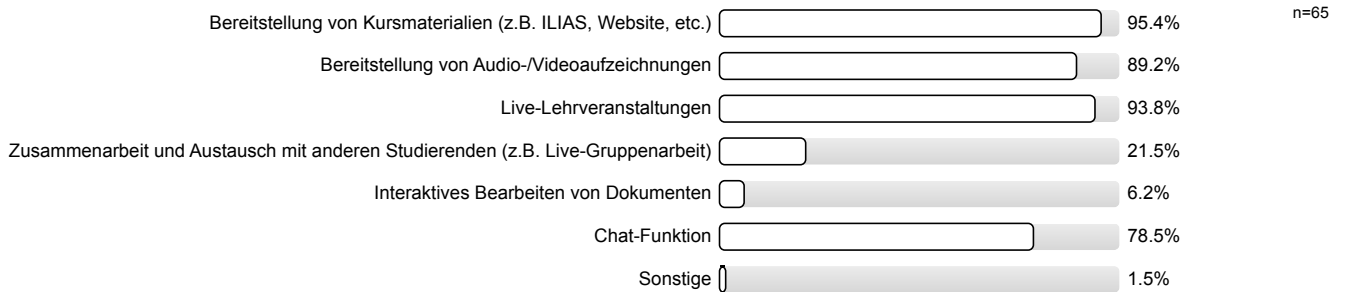 Bereitstellung von Kursmaterialien (z.B. ILIAS, Website, etc.) 95.4% n=65
Bereitstellung von Audio-/Videoaufzeichnungen 89.2%
Live-Lehrveranstaltungen 93.8%
Zusammenarbeit und Austausch mit anderen Studierenden (z.B. Live-Gruppenarbeit) 21.5%
Interaktives Bearbeiten von Dokumenten 6.2%
Chat-Funktion 78.5%
Sonstige 1.5%